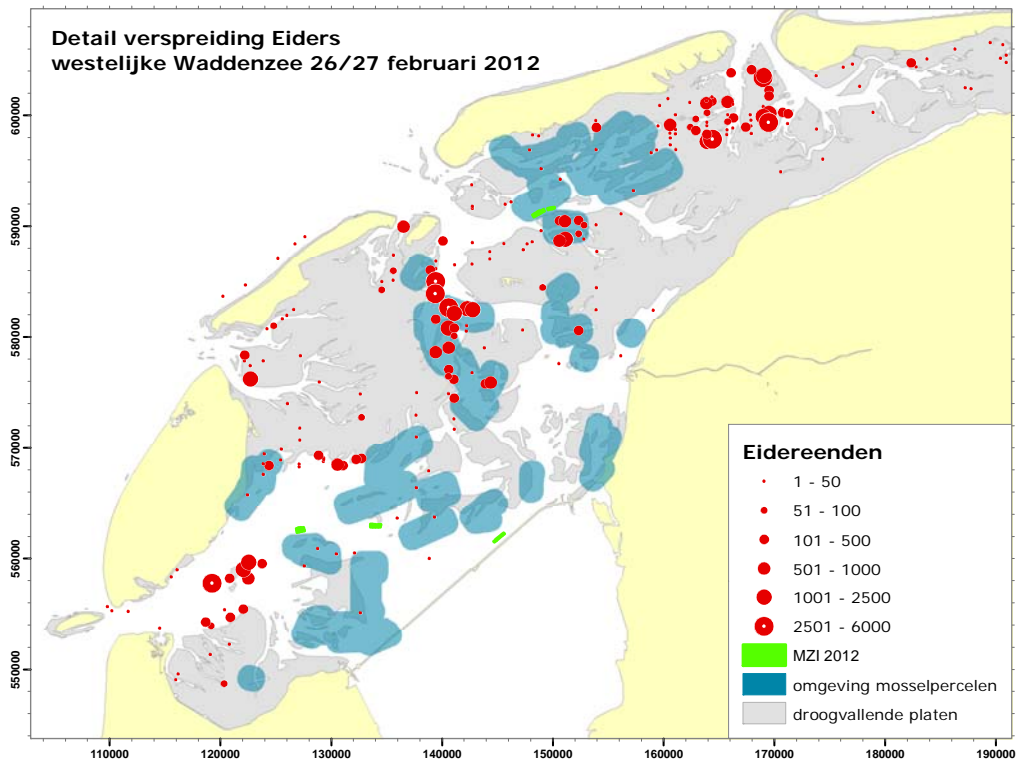 Detail verspreiding Eiders
westelijke Waddenzee 26/27 februari 2012
600000
590000
580000
570000
560000
550000
Eidereenden
1 - 50
51 - 100
101 - 500
501 - 1000
1001 - 2500
2501 - 6000
MZI 2012
omgeving mosselpercelen
droogvallende platen
110000 120000 130000 140000 150000 160000 170000 180000 190000